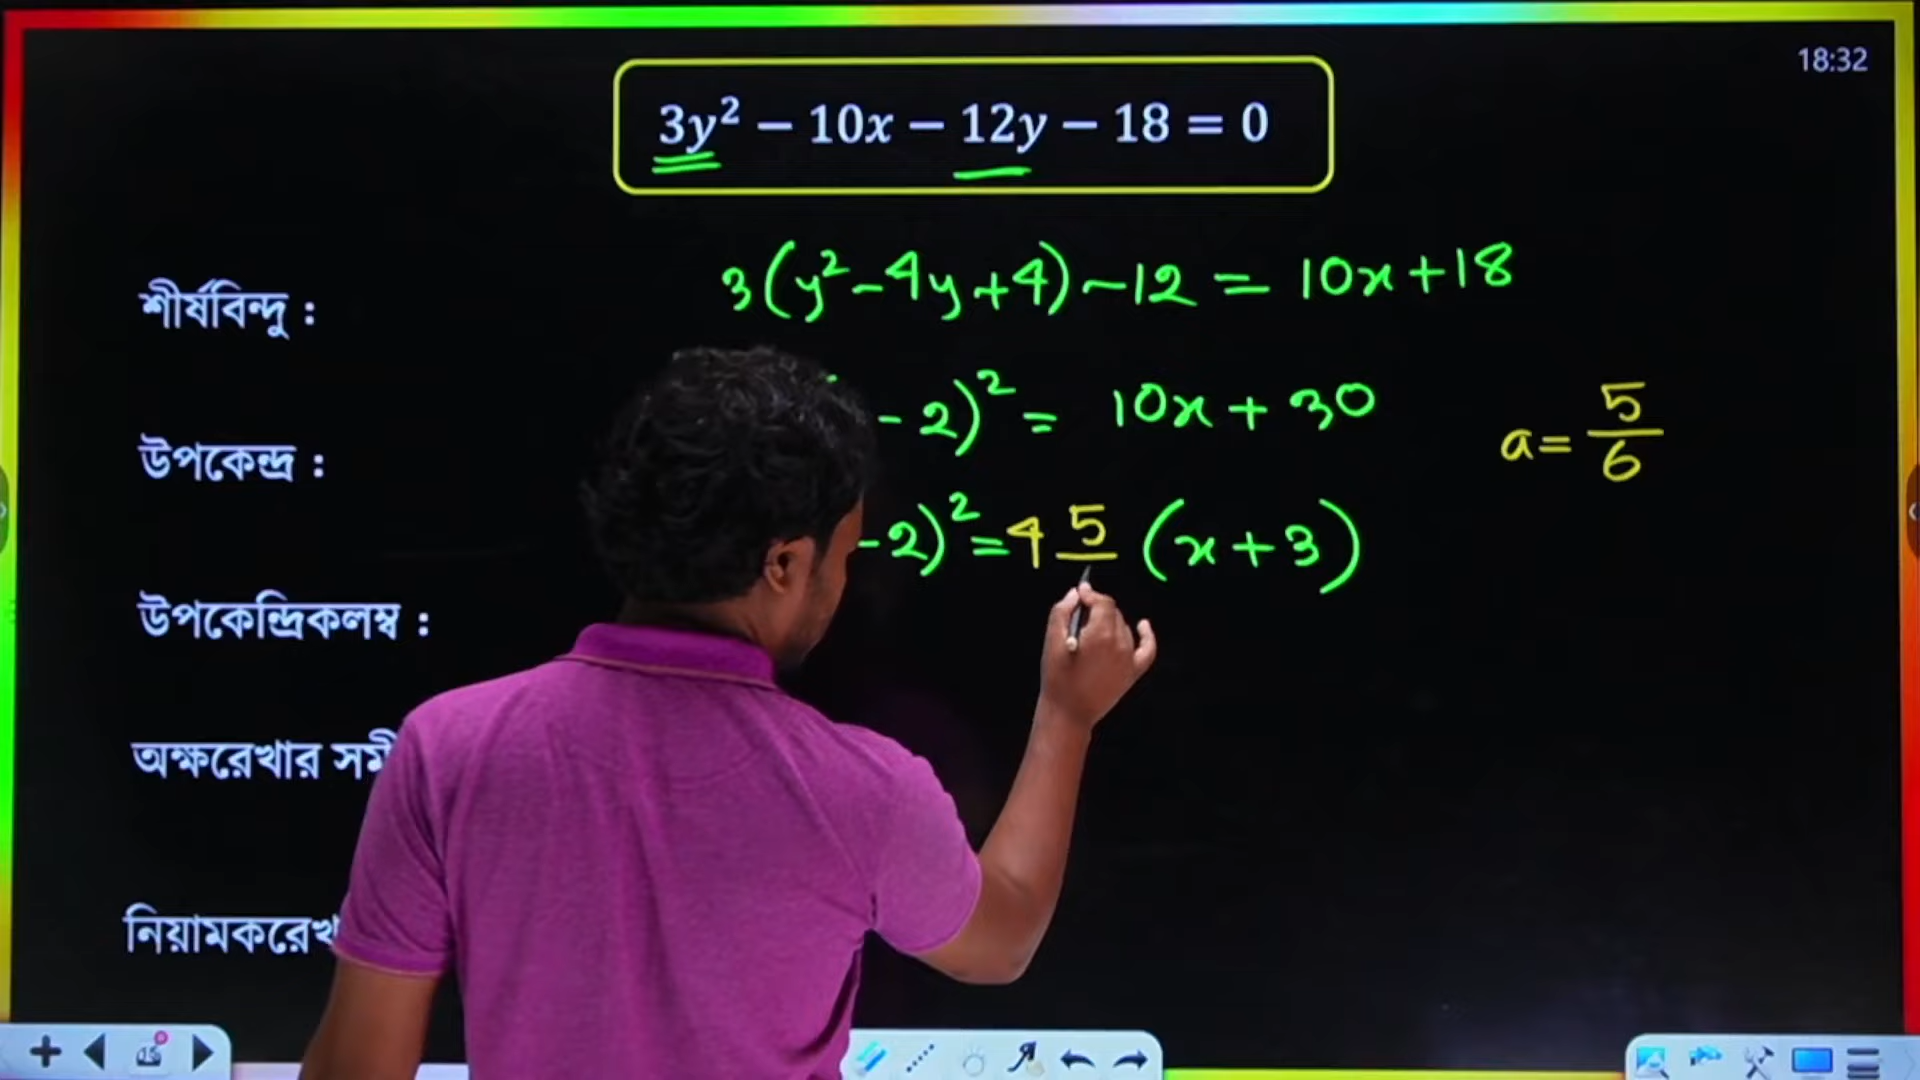 18:32
3y² − 10x − 12y − 18 = 0
3(y² - 4y + 4) - 12 = 10x + 18
শীর্ষবিন্দু :
- 2)² = 10x + 30
a = 5/6
উপকেন্দ্র :
- 2)² = 4 5 (x + 3)
উপকেন্দ্রিকলম্ব :
অক্ষরেখার
নিয়ামকরেখ